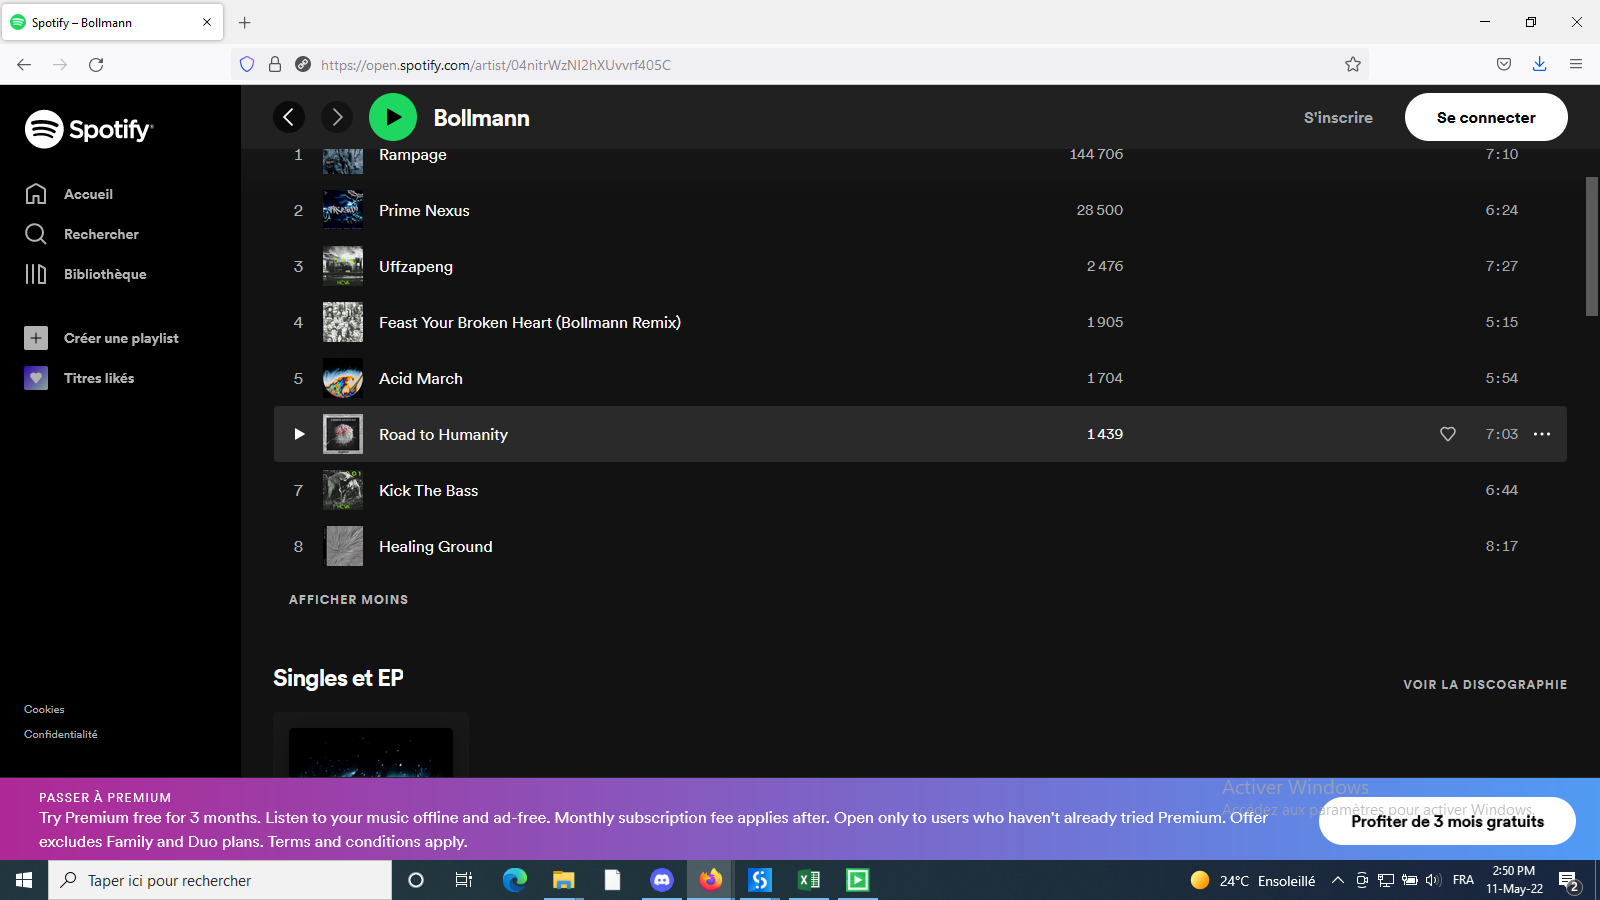 Spotify – Bollmann
https://open.spotify.com/artist/04nitrWzNI2hXUvvrf405C
Spotify
Bollmann
S'inscrire
Se connecter
Accueil
Rechercher
Bibliothèque
Créer une playlist
Titres likés
1 Rampage 144 706 7:10
2 Prime Nexus 28 500 6:24
3 Uffzapeng 2 476 7:27
4 Feast Your Broken Heart (Bollmann Remix) 1 905 5:15
5 Acid March 1 704 5:54
Road to Humanity 1 439 7:03
7 Kick The Bass 6:44
8 Healing Ground 8:17
AFFICHER MOINS
Singles et EP
VOIR LA DISCOGRAPHIE
Cookies
Confidentialité
PASSER À PREMIUM
Try Premium free for 3 months. Listen to your music offline and ad-free. Monthly subscription fee applies after. Open only to users who haven't already tried Premium. Offer
excludes Family and Duo plans. Terms and conditions apply.
Profiter de 3 mois gratuits
Activer Windows
Accédez aux paramètres pour activer Windows.
Taper ici pour rechercher
24°C Ensoleillé
FRA
2:50 PM
11-May-22
2